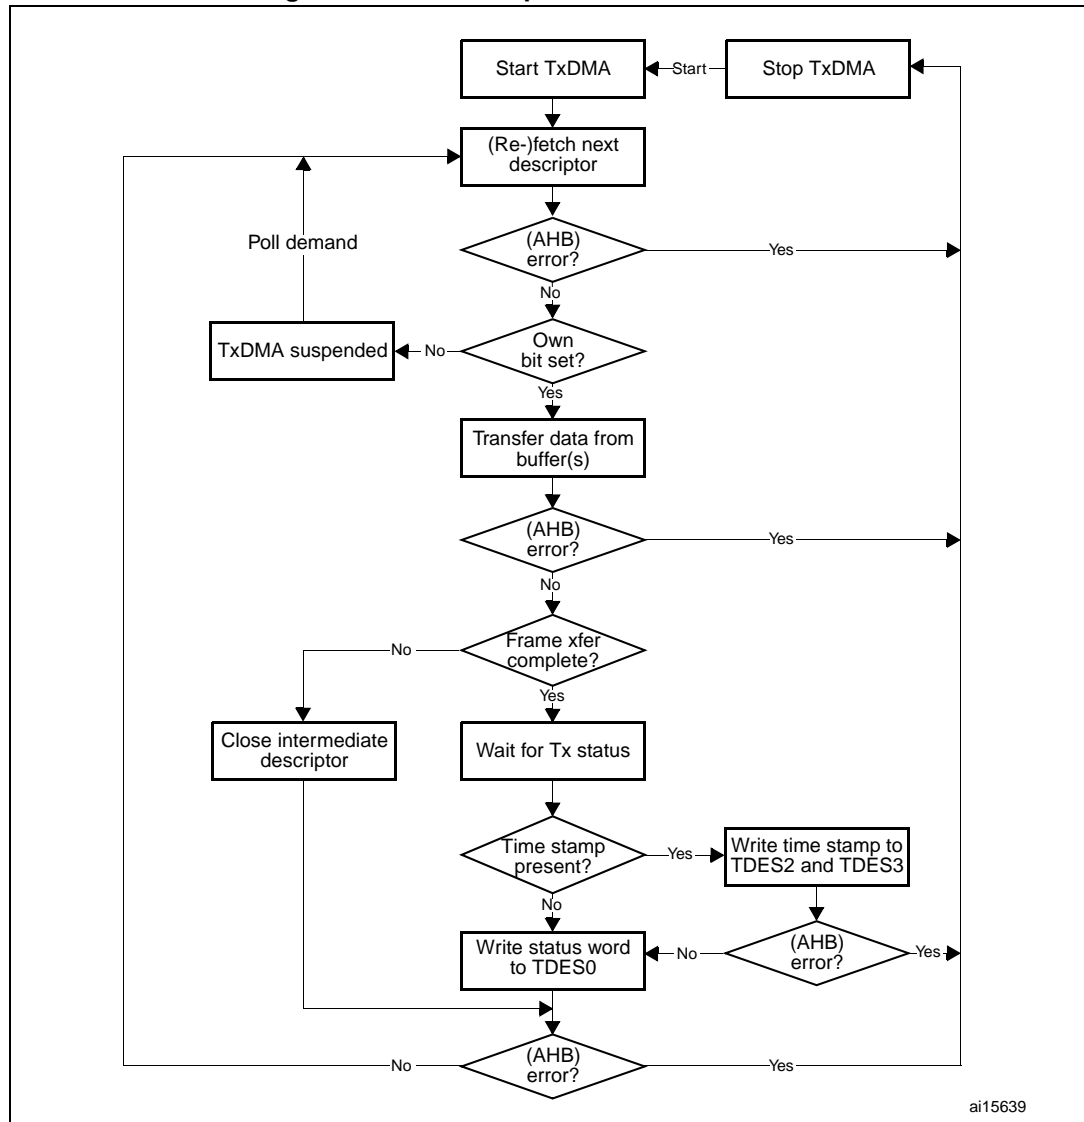 Start TxDMA
Start
Stop TxDMA
(Re-)fetch next
descriptor
Poll demand
(AHB)
error?
Yes
No
TxDMA suspended
No
Own
bit set?
Yes
Transfer data from
buffer(s)
(AHB)
error?
Yes
No
No
Frame xfer
complete?
Yes
Close intermediate
descriptor
Wait for Tx status
Time stamp
present?
Yes
Write time stamp to
TDES2 and TDES3
No
Write status word
to TDES0
No
(AHB)
error?
Yes
No
(AHB)
error?
Yes
ai15639